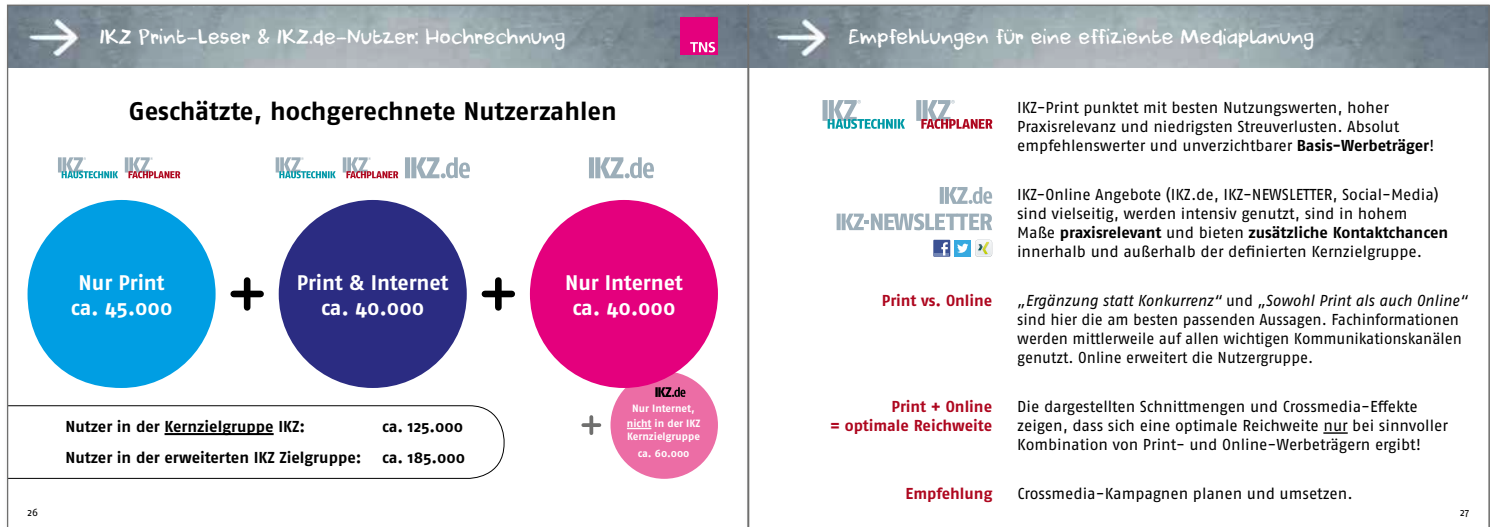 IKZ Print-Leser & IKZ.de-Nutzer: Hochrechnung
TNS
Geschätzte, hochgerechnete Nutzerzahlen
IKZ HAUSTECHNIK IKZ FACHPLANER
IKZ HAUSTECHNIK IKZ FACHPLANER IKZ.de
IKZ.de
Nur Print
ca. 45.000
+
Print & Internet
ca. 40.000
+
Nur Internet
ca. 40.000
+
IKZ.de
Nur Internet,
nicht in der IKZ
Kernzielgruppe
ca. 60.000
Nutzer in der Kernzielgruppe IKZ: ca. 125.000
Nutzer in der erweiterten IKZ Zielgruppe: ca. 185.000
26
Empfehlungen für eine effiziente Mediaplanung
IKZ HAUSTECHNIK IKZ FACHPLANER
IKZ-Print punktet mit besten Nutzungswerten, hoher
Praxisrelevanz und niedrigsten Streuverlusten. Absolut
empfehlenswerter und unverzichtbarer Basis-Werbeträger!
IKZ.de
IKZ-NEWSLETTER
IKZ-Online Angebote (IKZ.de, IKZ-NEWSLETTER, Social-Media)
sind vielseitig, werden intensiv genutzt, sind in hohem
Maße praxisrelevant und bieten zusätzliche Kontaktchancen
innerhalb und außerhalb der definierten Kernzielgruppe.
Print vs. Online
„Ergänzung statt Konkurrenz“ und „Sowohl Print als auch Online“
sind hier die am besten passenden Aussagen. Fachinformationen
werden mittlerweile auf allen wichtigen Kommunikationskanälen
genutzt. Online erweitert die Nutzergruppe.
Print + Online
= optimale Reichweite
Die dargestellten Schnittmengen und Crossmedia-Effekte
zeigen, dass sich eine optimale Reichweite nur bei sinnvoller
Kombination von Print- und Online-Werbeträgern ergibt!
Empfehlung
Crossmedia-Kampagnen planen und umsetzen.
27